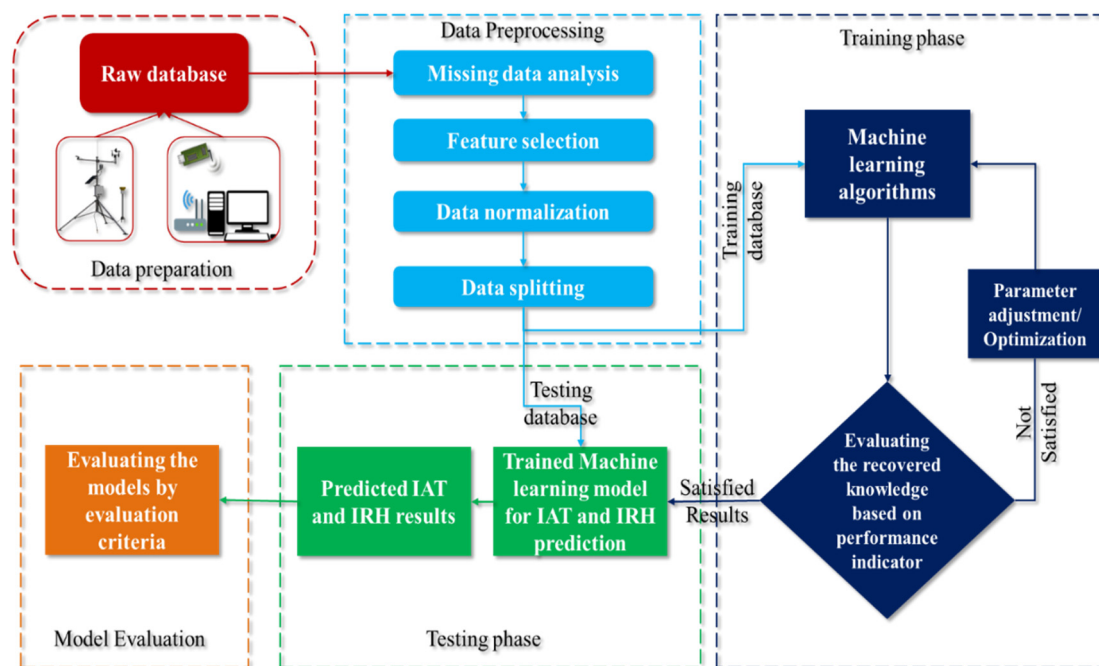 Raw database
Data preparation
Data Preprocessing
Missing data analysis
Feature selection
Data normalization
Data splitting
Training
database
Testing
database
Training phase
Machine
learning
algorithms
Parameter
adjustment/
Optimization
Not
Satisfied
Evaluating
the recovered
knowledge
based on
performance
indicator
Satisfied
Results
Trained Machine
learning model
for IAT and IRH
prediction
Predicted IAT
and IRH results
Testing phase
Evaluating the
models by
evaluation
criteria
Model Evaluation